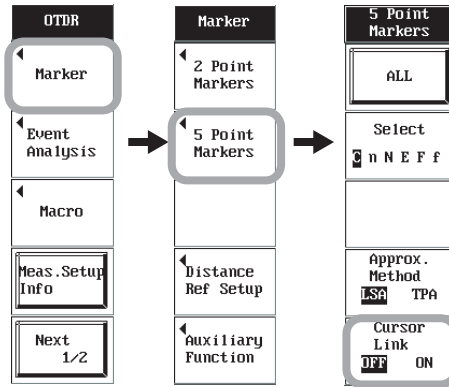 OTDR
Marker
Event
Analysis
Macro
Meas.Setup
Info
Next
1/2
Marker
2 Point
Markers
5 Point
Markers
Distance
Ref Setup
Auxiliary
Function
5 Point
Markers
ALL
Select
C n N E F f
Approx.
Method
LSA TPA
Cursor
Link
OFF ON